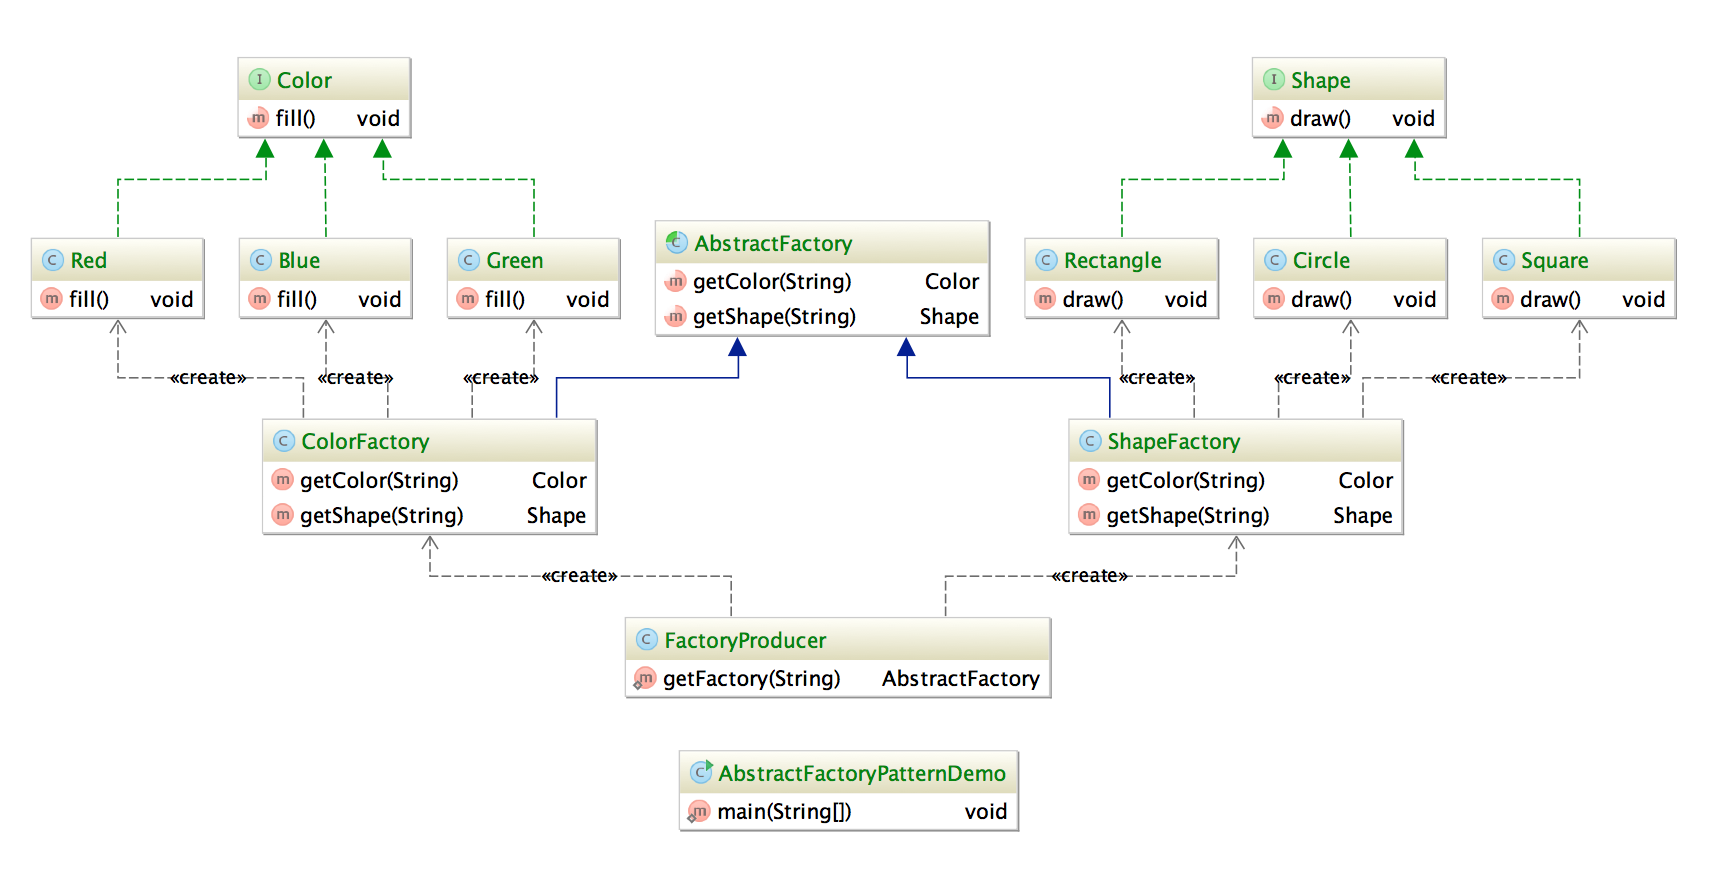 Color
fill() void
Shape
draw() void
Red
fill() void
Blue
fill() void
Green
fill() void
AbstractFactory
getColor(String) Color
getShape(String) Shape
Rectangle
draw() void
Circle
draw() void
Square
draw() void
«create» «create» «create» «create» «create» «create»
ColorFactory
getColor(String) Color
getShape(String) Shape
ShapeFactory
getColor(String) Color
getShape(String) Shape
«create» «create»
FactoryProducer
getFactory(String) AbstractFactory
AbstractFactoryPatternDemo
main(String[]) void